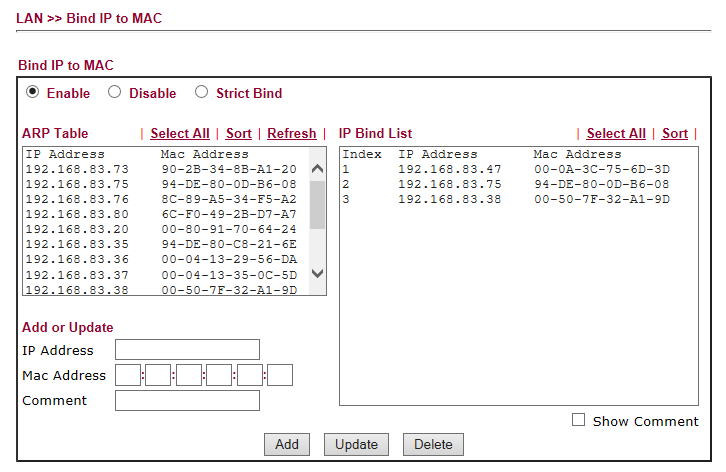 LAN >> Bind IP to MAC
Bind IP to MAC
Enable Disable Strict Bind
ARP Table | Select All | Sort | Refresh |
IP Address Mac Address
192.168.83.73 90-2B-34-8B-A1-20
192.168.83.75 94-DE-80-0D-B6-08
192.168.83.76 8C-89-A5-34-F5-A2
192.168.83.80 6C-F0-49-2B-D7-A7
192.168.83.20 00-80-91-70-64-24
192.168.83.35 94-DE-80-C8-21-6E
192.168.83.36 00-04-13-29-56-DA
192.168.83.37 00-04-13-35-0C-5D
192.168.83.38 00-50-7F-32-A1-9D
IP Bind List | Select All | Sort |
Index IP Address Mac Address
1 192.168.83.47 00-0A-3C-75-6D-3D
2 192.168.83.75 94-DE-80-0D-B6-08
3 192.168.83.38 00-50-7F-32-A1-9D
Add or Update
IP Address
Mac Address : : : : :
Comment
Show Comment
Add Update Delete